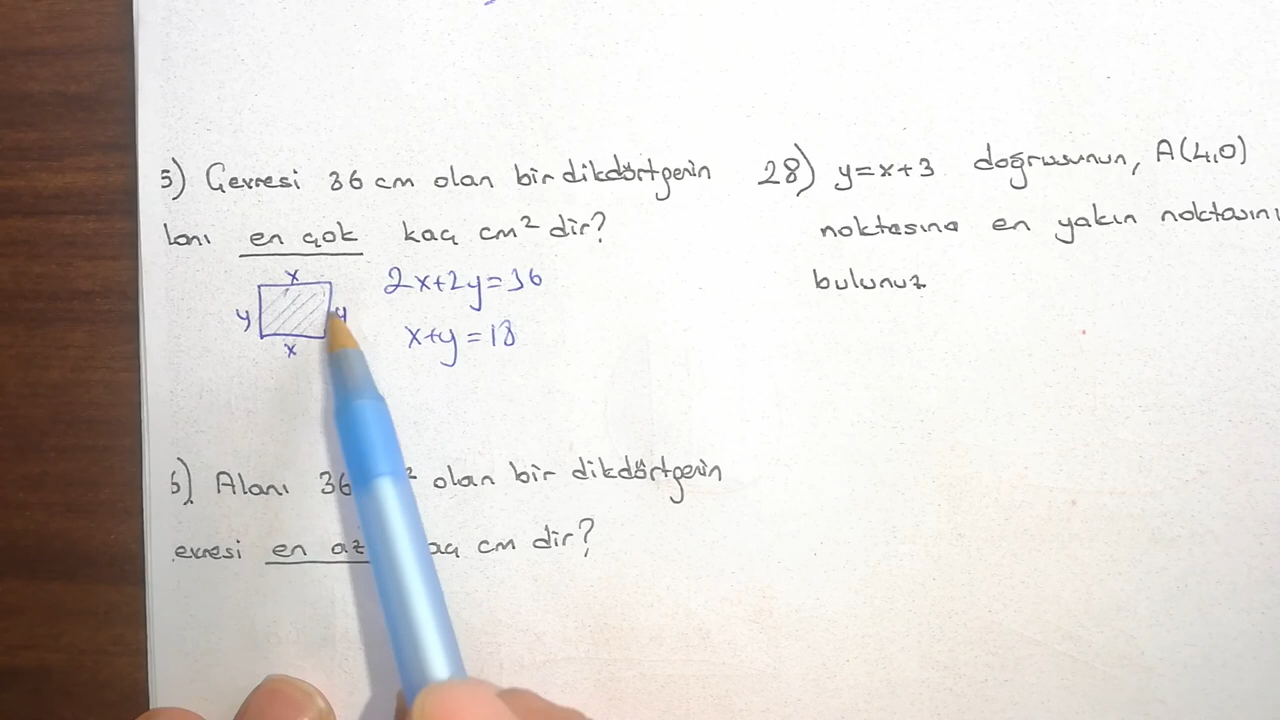 5) Çevresi 36 cm olan bir dikdörtgenin
lanı en çok kaç cm² dir?
x
y
y
x
2x+2y=36
x+y=18
6) Alanı 36 ² olan bir dikdörtgenin
evresi en az aç cm dir?
28) y=x+3 doğrusunun, A(4,0)
noktasına en yakın noktasını
bulunuz